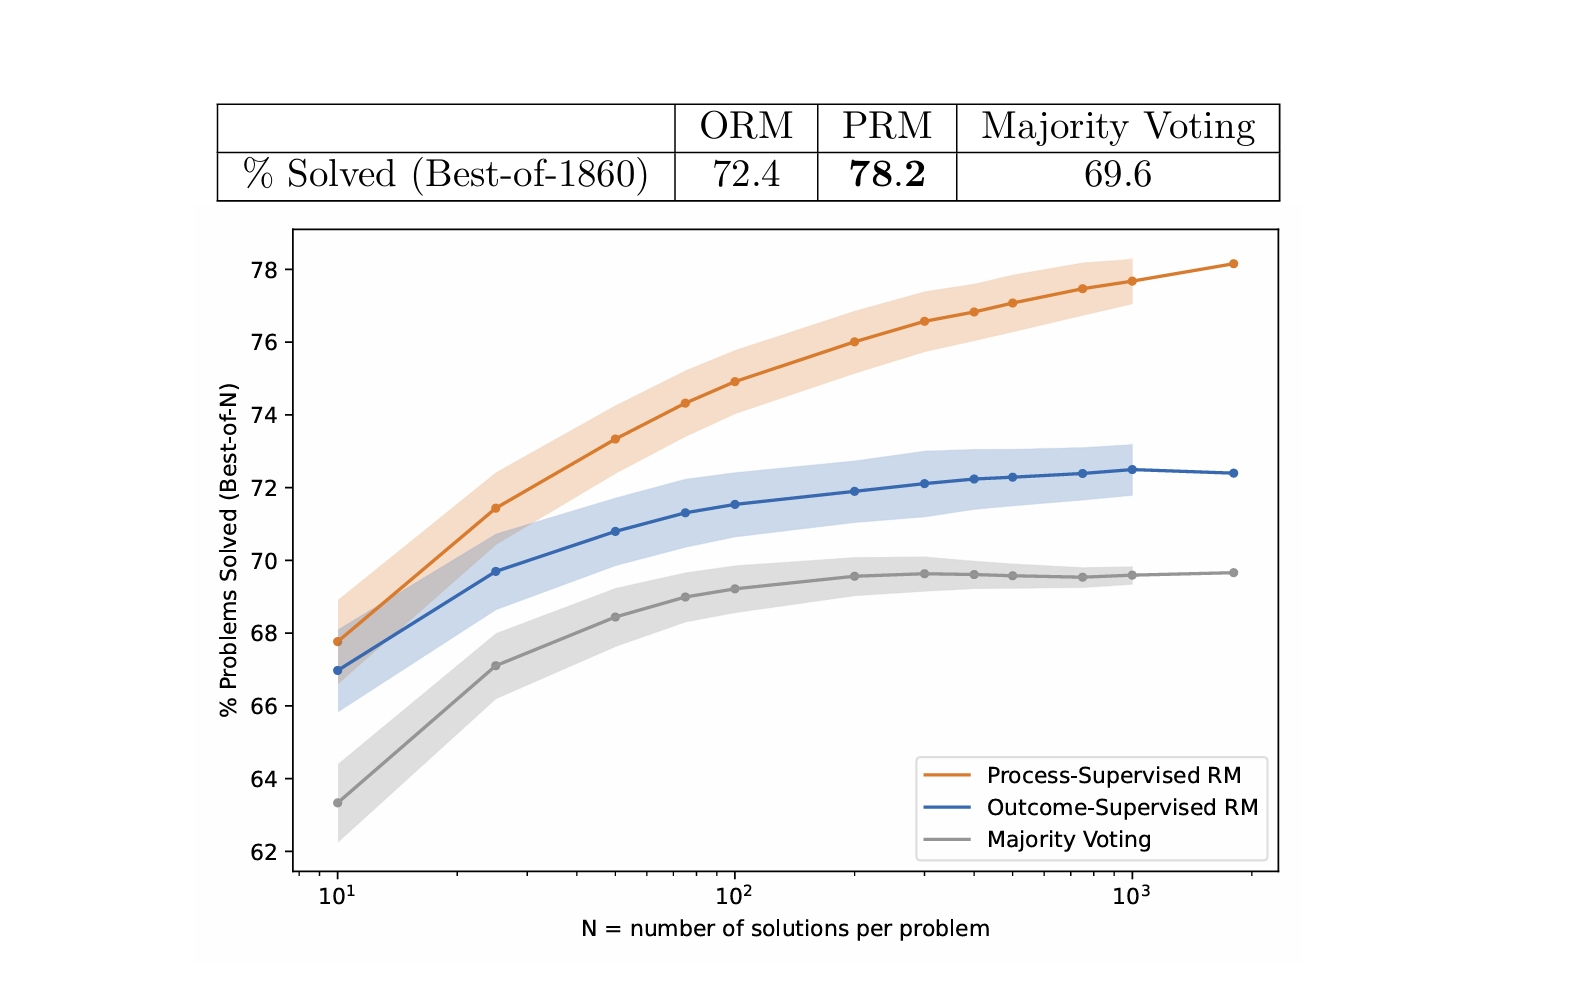 ORM PRM Majority Voting
% Solved (Best-of-1860) 72.4 78.2 69.6
% Problems Solved (Best-of-N)
78
76
74
72
70
68
66
64
62
Process-Supervised RM
Outcome-Supervised RM
Majority Voting
10¹ 10² 10³
N = number of solutions per problem